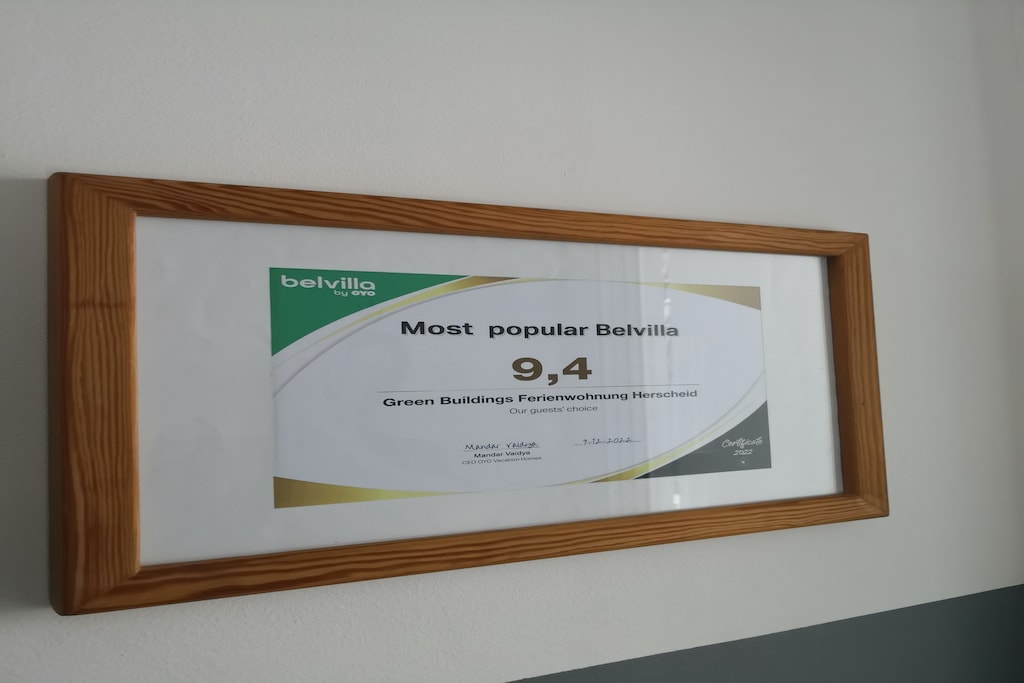 belvilla
by OYO
Most popular Belvilla
9,4
Green Buildings Ferienwohnung Herscheid
Our guests' choice
Mandar Vaidya
9-12-2022
Mandar Vaidya
CEO OYO Vacation Homes
Certificate
2022